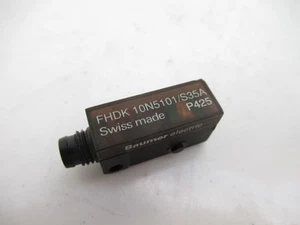 FHDK 10N5101/S35A
Swiss made P425
Baumer electric